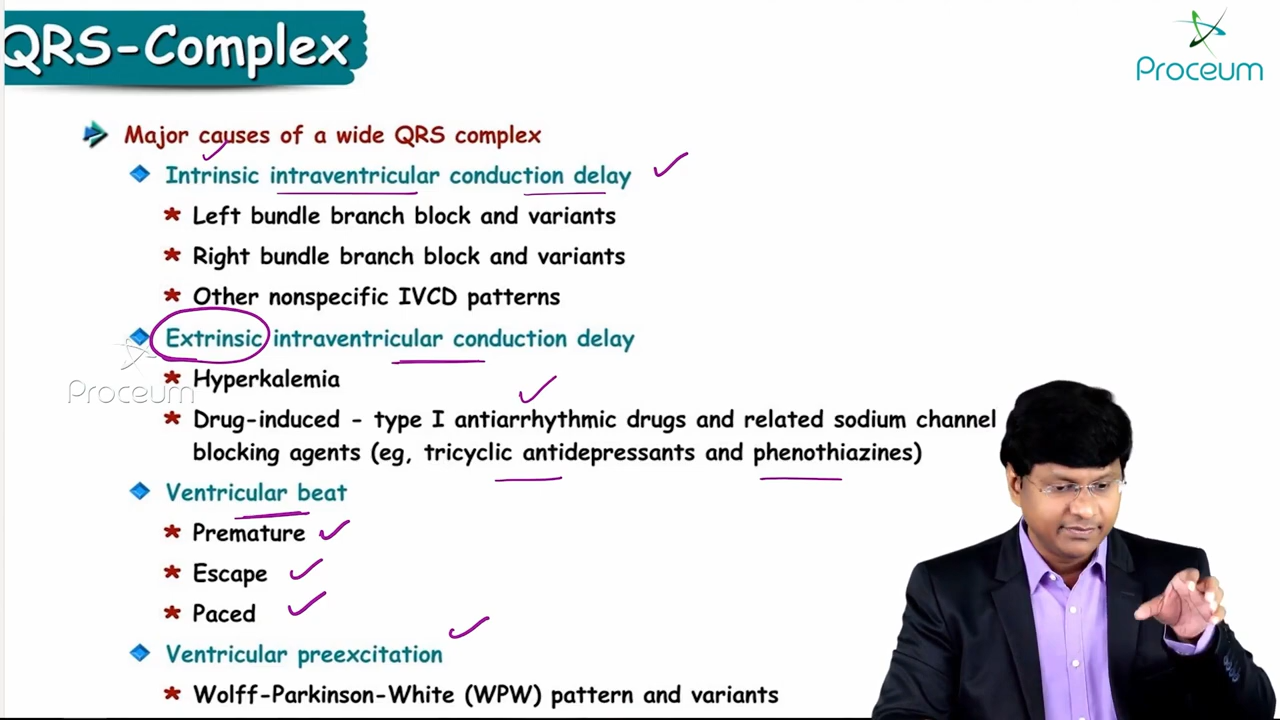 QRS-Complex
Proceum
Major causes of a wide QRS complex
Intrinsic intraventricular conduction delay
Left bundle branch block and variants
Right bundle branch block and variants
Other nonspecific IVCD patterns
Extrinsic intraventricular conduction delay
Hyperkalemia
Proceum
Drug-induced - type I antiarrhythmic drugs and related sodium channel
blocking agents (eg, tricyclic antidepressants and phenothiazines)
Ventricular beat
Premature
Escape
Paced
Ventricular preexcitation
Wolff-Parkinson-White (WPW) pattern and variants